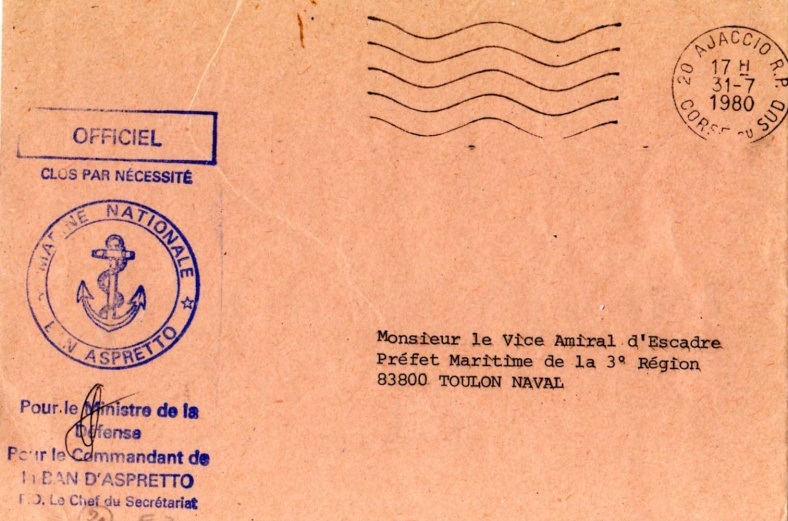 20 AJACCIO R.P.
17 H
31-7
1980
CORSE DU SUD
OFFICIEL
CLOS PAR NÉCESSITÉ
MARINE NATIONALE
ASPRETTO
Monsieur le Vice Amiral d'Escadre
Préfet Maritime de la 3° Région
83800 TOULON NAVAL
Pour le Ministre de la
Défense
Pour le Commandant de
la BAN D'ASPRETTO
P.O. Le Chef du Secrétariat